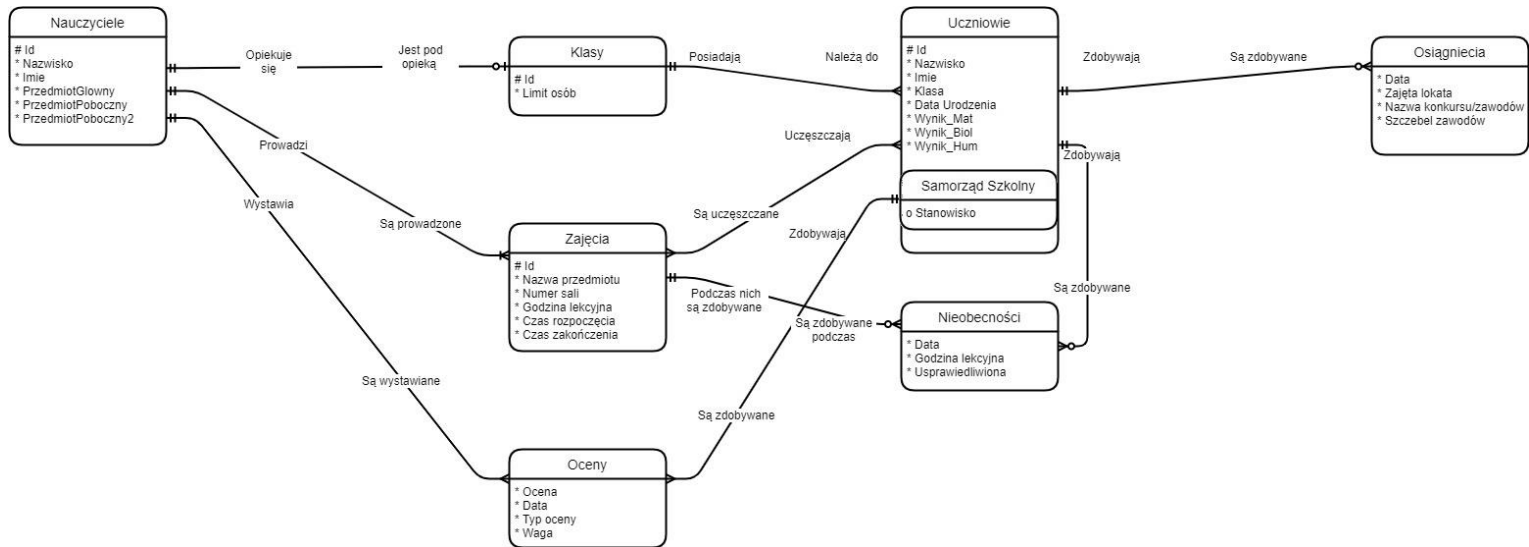 Nauczyciele
# Id
* Nazwisko
* Imie
* PrzedmiotGlowny
* PrzedmiotPoboczny
* PrzedmiotPoboczny2
Opiekuje
się
Jest pod
opieką
Klasy
# Id
* Limit osób
Posiadają
Należą do
Uczniowie
# Id
* Nazwisko
* Imie
* Klasa
* Data Urodzenia
* Wynik_Mat
* Wynik_Biol
* Wynik_Hum
Samorząd Szkolny
o Stanowisko
Zdobywają
Są zdobywane
Osiągniecia
* Data
* Zajęta lokata
* Nazwa konkursu/zawodów
* Szczebel zawodów
Prowadzi
Są prowadzone
Uczęszczają
Są uczęszczane
Zdobywają
Są zdobywane
Wystawia
Są wystawiane
Zajęcia
# Id
* Nazwa przedmiotu
* Numer sali
* Godzina lekcyjna
* Czas rozpoczęcia
* Czas zakończenia
Podczas nich
są zdobywane
Są zdobywane
podczas
Nieobecności
* Data
* Godzina lekcyjna
* Usprawiedliwiona
Zdobywają
Są zdobywane
Oceny
* Ocena
* Data
* Typ oceny
* Waga